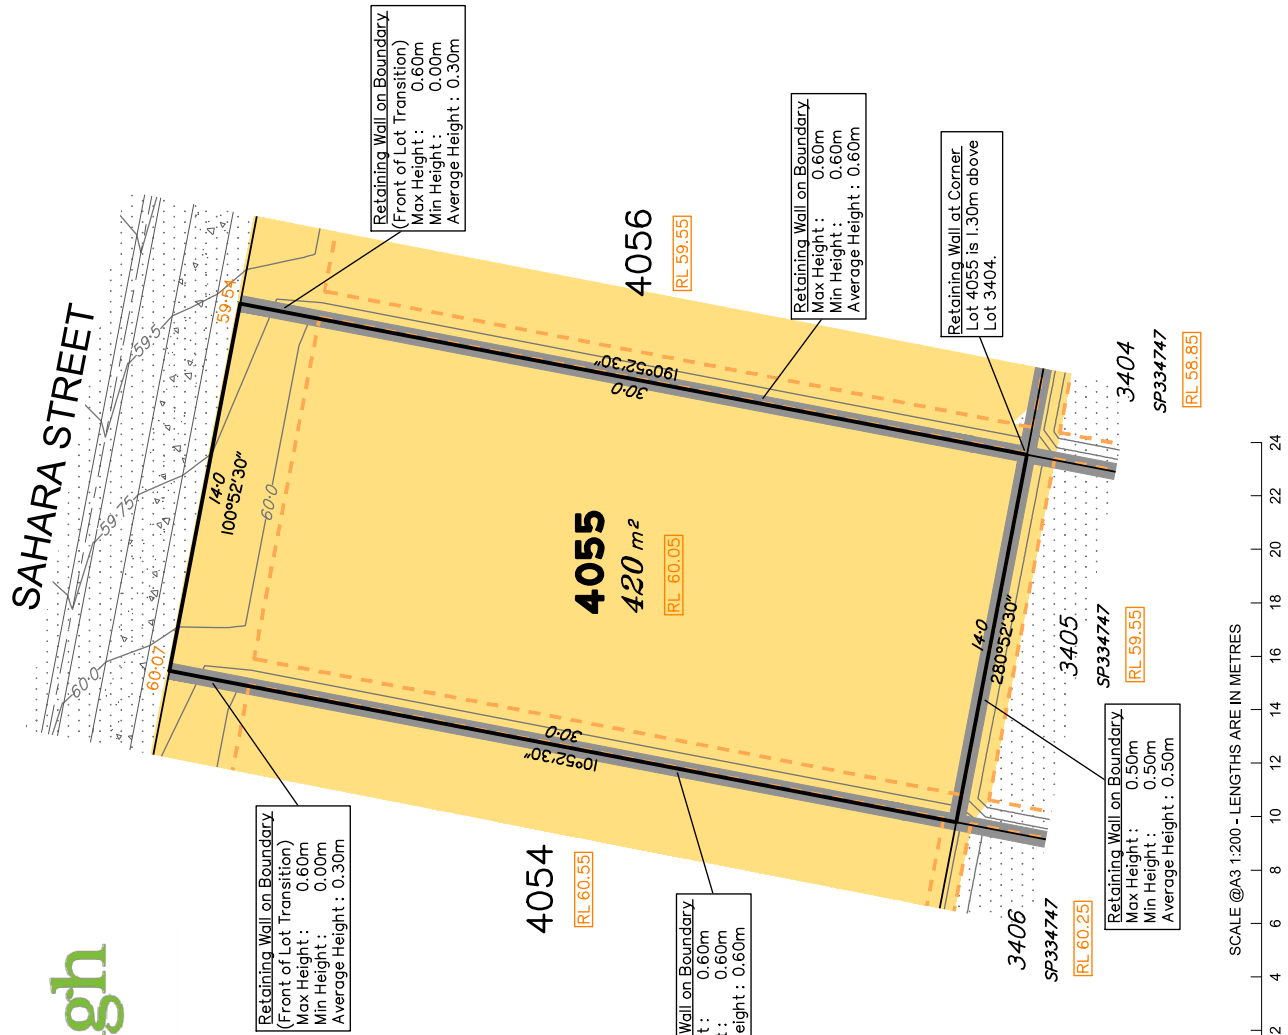 SAHARA STREET
Retaining Wall on Boundary
(Front of Lot Transition)
Max Height : 0.60m
Min Height : 0.00m
Average Height : 0.30m
59·5
59·75
60·0
59·54
60·07
14·0
100°52'30"
60·0
4056
RL 59.55
Retaining Wall on Boundary
Max Height : 0.60m
Min Height : 0.60m
Average Height : 0.60m
190°52'30"
30·0
Retaining Wall at Corner
Lot 4055 is 1.30m above
Lot 3404.
4055
420 m²
RL 60.05
30·0
10°52'30"
14·0
280°52'30"
3404
SP334747
RL 58.85
3405
SP334747
RL 59.55
Retaining Wall on Boundary
(Front of Lot Transition)
Max Height : 0.60m
Min Height : 0.00m
Average Height : 0.30m
4054
RL 60.55
Wall on Boundary
t : 0.60m
t : 0.60m
eight : 0.60m
3406
SP334747
RL 60.25
Retaining Wall on Boundary
Max Height : 0.50m
Min Height : 0.50m
Average Height : 0.50m
gh
2 4 6 8 10 12 14 16 18 20 22 24
SCALE @A3 1:200 - LENGTHS ARE IN METRES